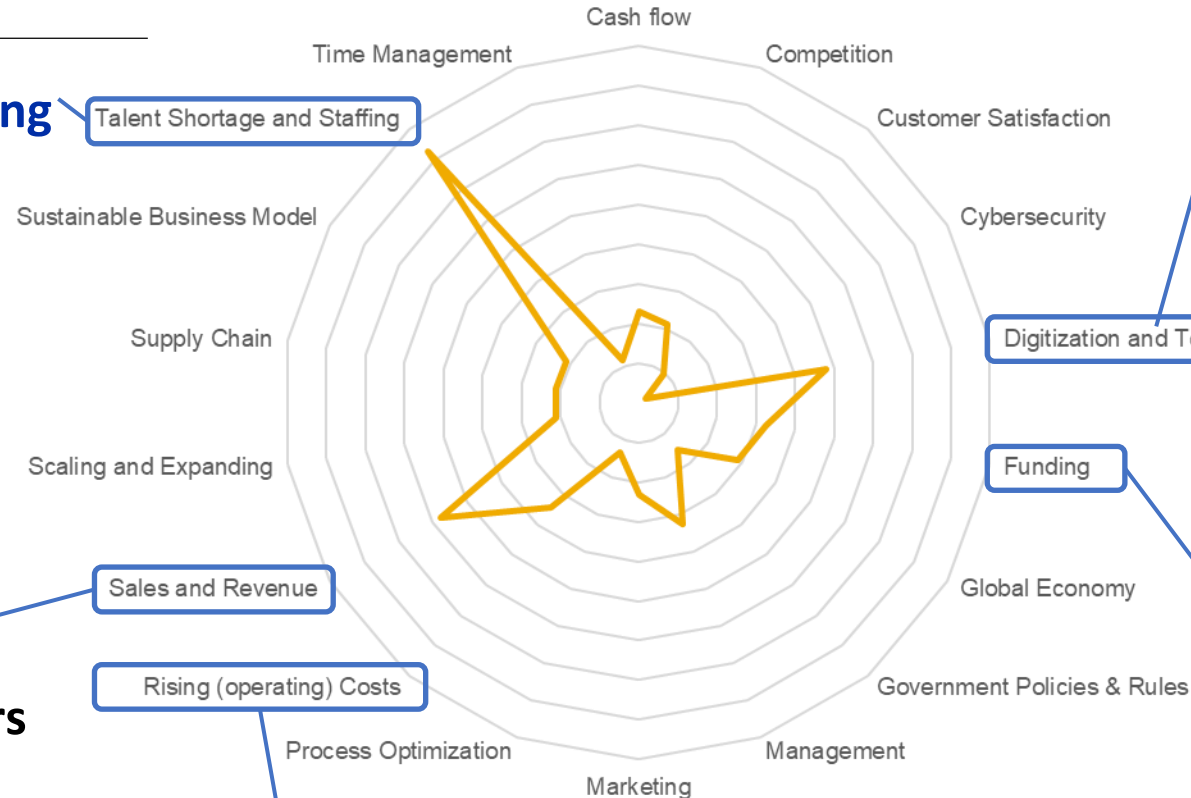 Cash flow
Time Management
Competition
ng
Talent Shortage and Staffing
Customer Satisfaction
Sustainable Business Model
Cybersecurity
Supply Chain
Digitization and Te
Scaling and Expanding
Funding
Sales and Revenue
Global Economy
Rising (operating) Costs
Government Policies & Rules
rs
Process Optimization
Management
Marketing